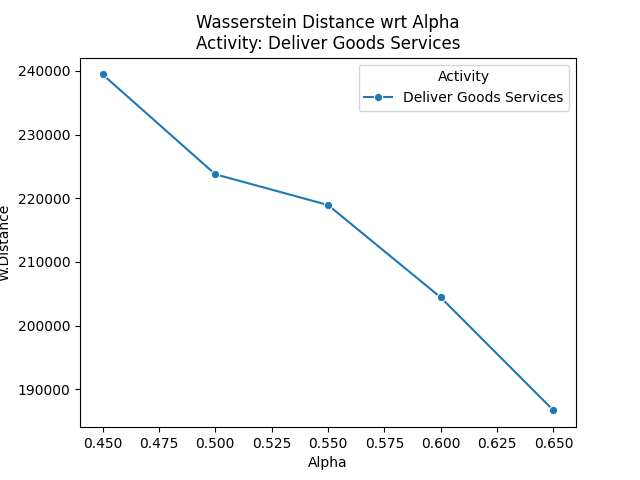 Wasserstein Distance wrt Alpha
Activity: Deliver Goods Services
Activity
Deliver Goods Services
240000
230000
220000
210000
200000
190000
W.Distance
0.450 0.475 0.500 0.525 0.550 0.575 0.600 0.625 0.650
Alpha